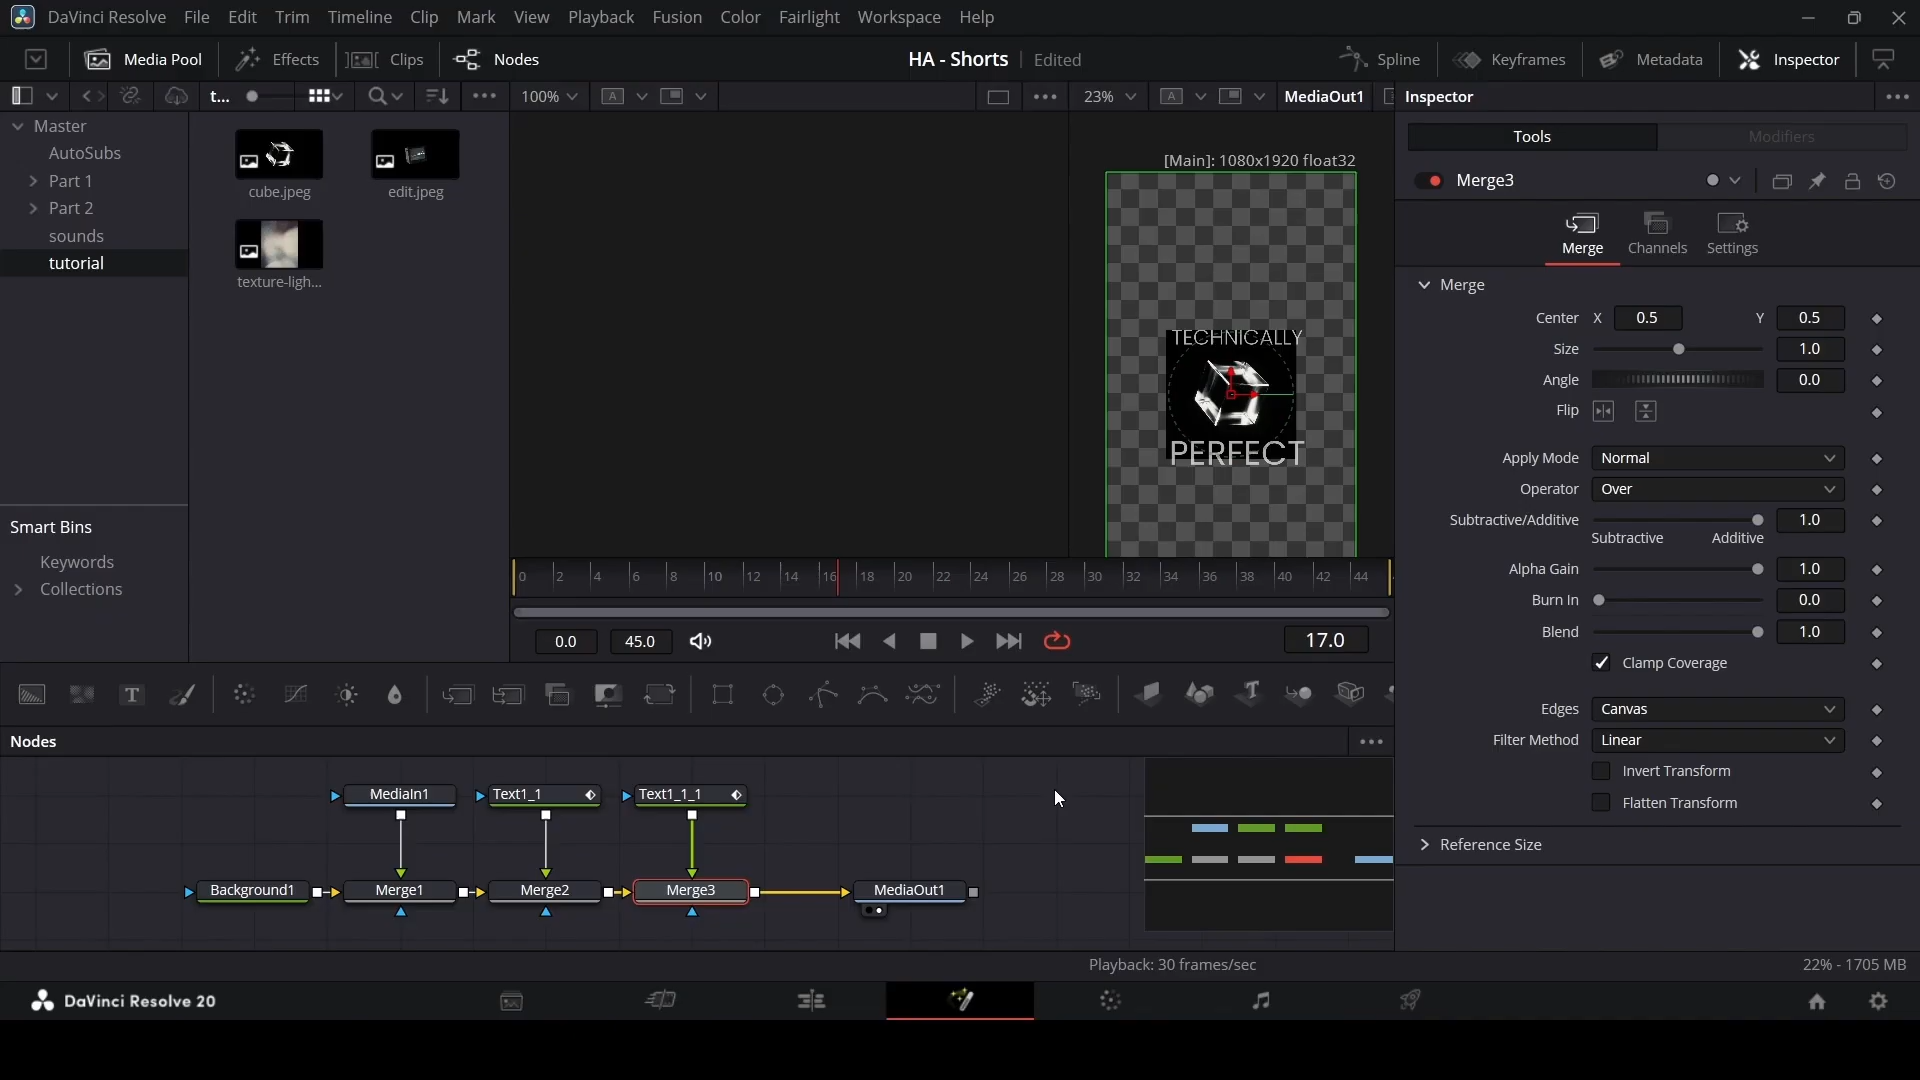 DaVinci Resolve File Edit Trim Timeline Clip Mark View Playback Fusion Color Fairlight Workspace Help
Media Pool Effects Clips Nodes HA - Shorts Edited Spline Keyframes Metadata Inspector
t... 100% 23% MediaOut1 Inspector
Master
AutoSubs
Part 1
Part 2
sounds
tutorial
cube.jpeg
edit.jpeg
texture-ligh...
Smart Bins
Keywords
Collections
[Main]: 1080x1920 float32
TECHNICALLY
PERFECT
0 2 4 6 8 10 12 14 16 18 20 22 24 26 28 30 32 34 36 38 40 42 44
0.0 45.0 17.0
Nodes
MediaIn1 Text1_1 Text1_1_1
Background1 Merge1 Merge2 Merge3 MediaOut1
Tools Modifiers
Merge3
Merge Channels Settings
Merge
Center X 0.5 Y 0.5
Size 1.0
Angle 0.0
Flip
Apply Mode Normal
Operator Over
Subtractive/Additive 1.0
Subtractive Additive
Alpha Gain 1.0
Burn In 0.0
Blend 1.0
Clamp Coverage
Edges Canvas
Filter Method Linear
Invert Transform
Flatten Transform
Reference Size
Playback: 30 frames/sec 22% - 1705 MB
DaVinci Resolve 20